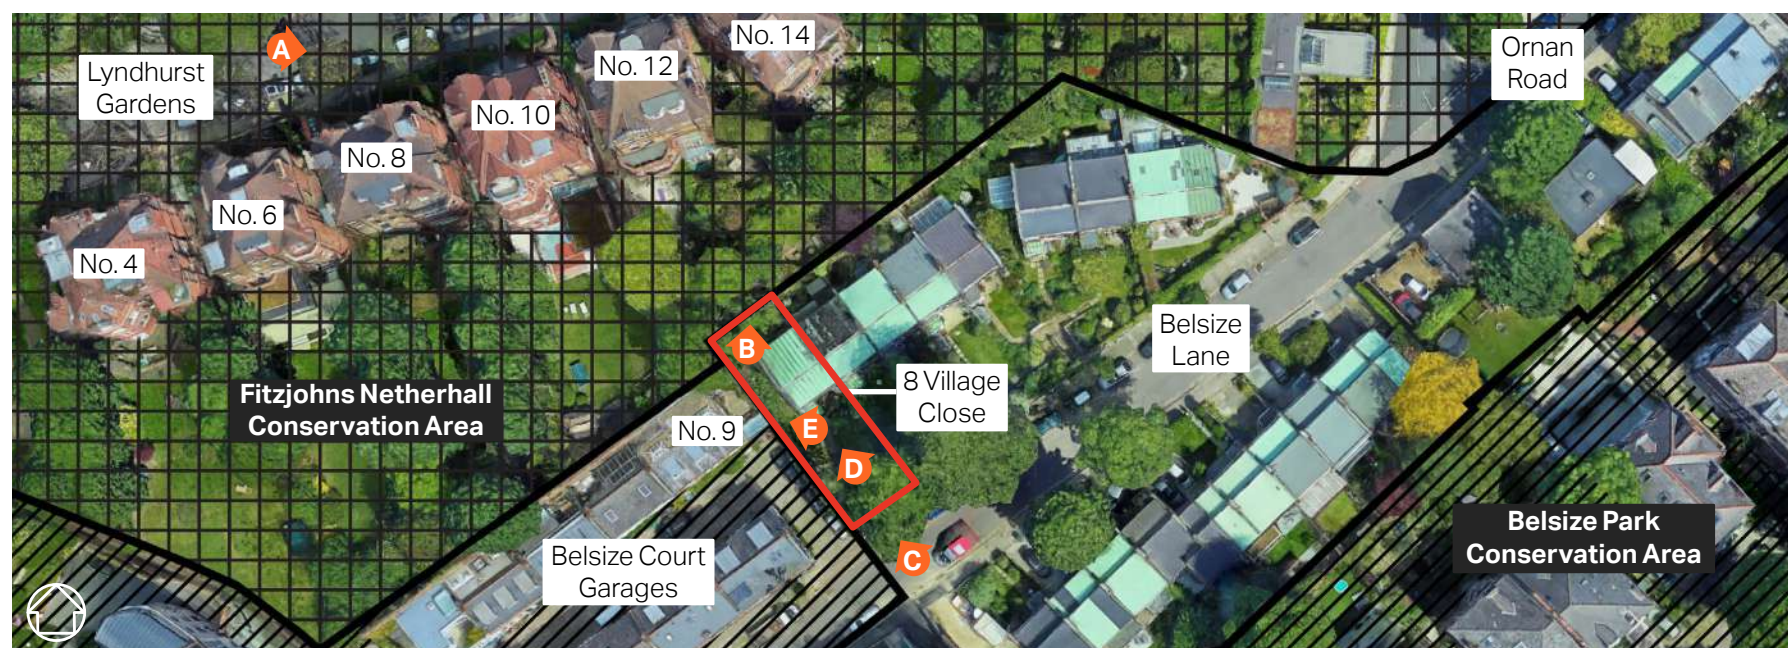 A
No. 14
Lyndhurst
Gardens
No. 12
Ornan
Road
No. 10
No. 8
No. 6
No. 4
B
Belsize
Lane
8 Village
Close
Fitzjohns Netherhall
Conservation Area
No. 9
E
D
C
Belsize Court
Garages
Belsize Park
Conservation Area